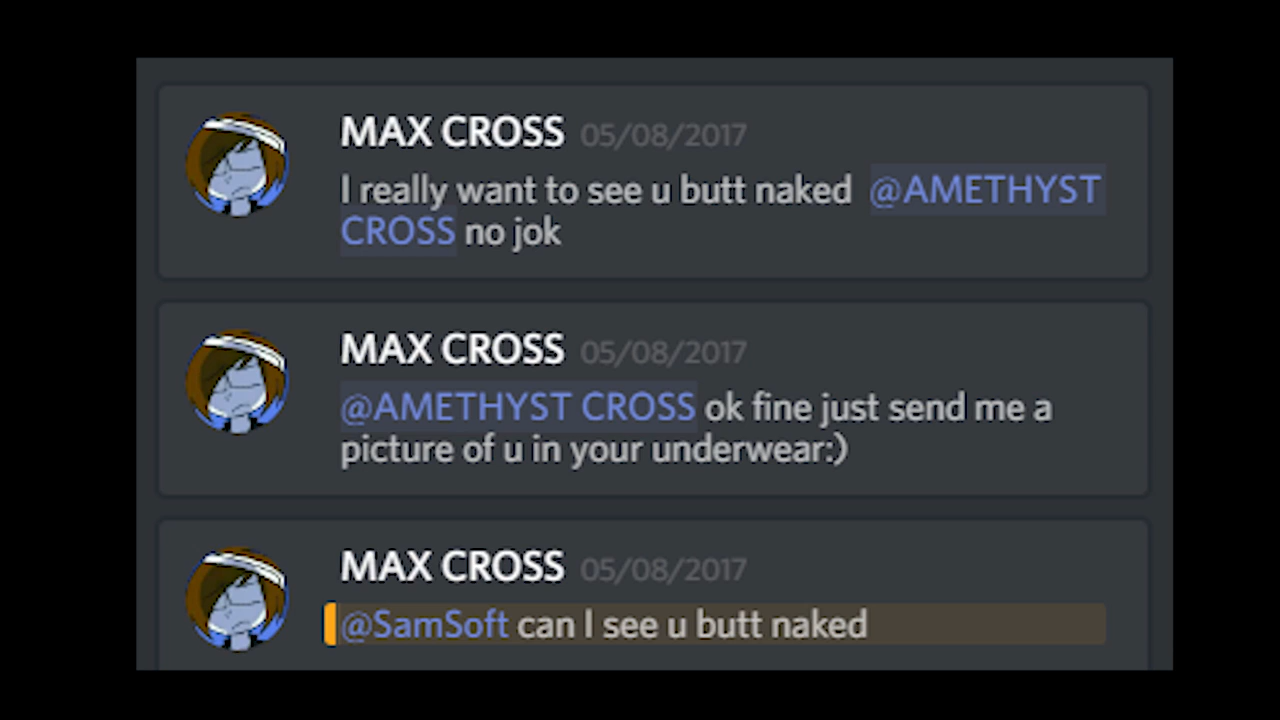 MAX CROSS 05/08/2017
I really want to see u butt naked @AMETHYST
CROSS no jok
MAX CROSS 05/08/2017
@AMETHYST CROSS ok fine just send me a
picture of u in your underwear:)
MAX CROSS 05/08/2017
@SamSoft can I see u butt naked